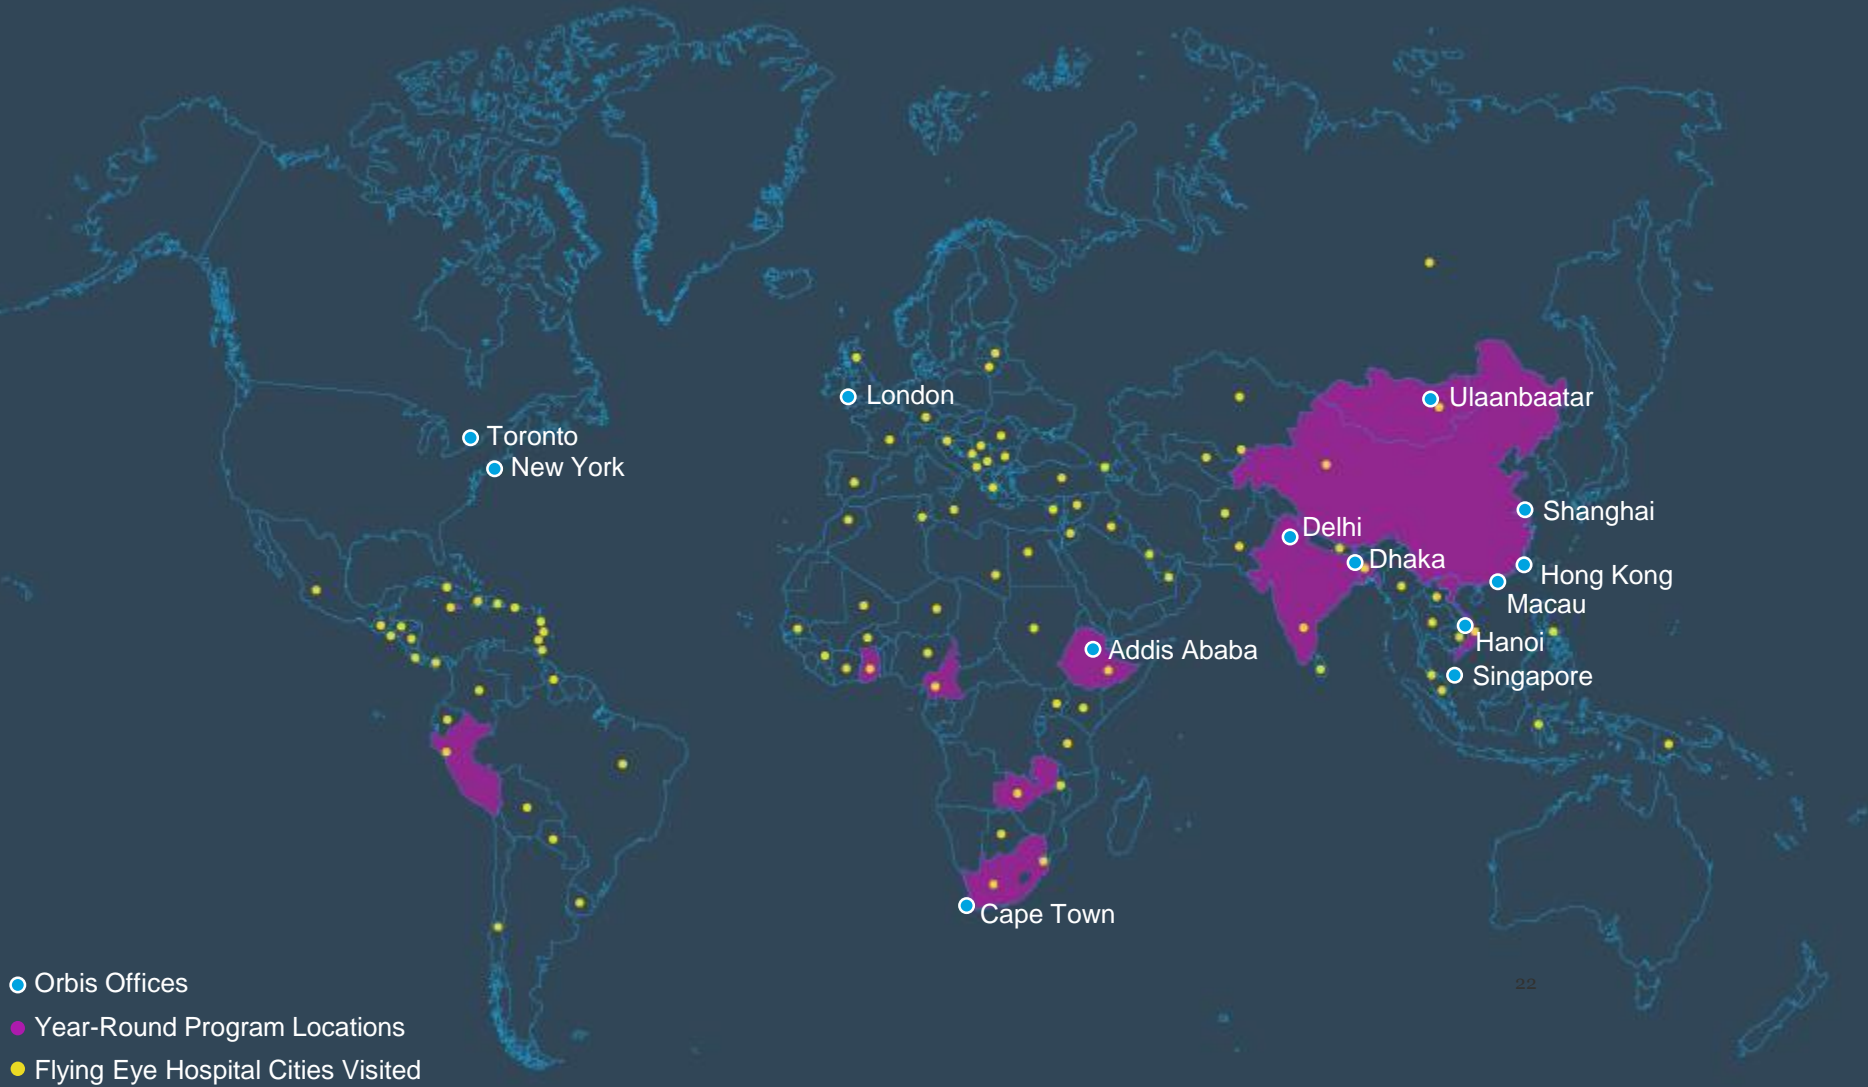 London
Ulaanbaatar
Toronto
New York
Shanghai
Delhi
Dhaka
Hong Kong
Macau
Hanoi
Addis Ababa
Singapore
Cape Town
Orbis Offices
22
Year-Round Program Locations
Flying Eye Hospital Cities Visited